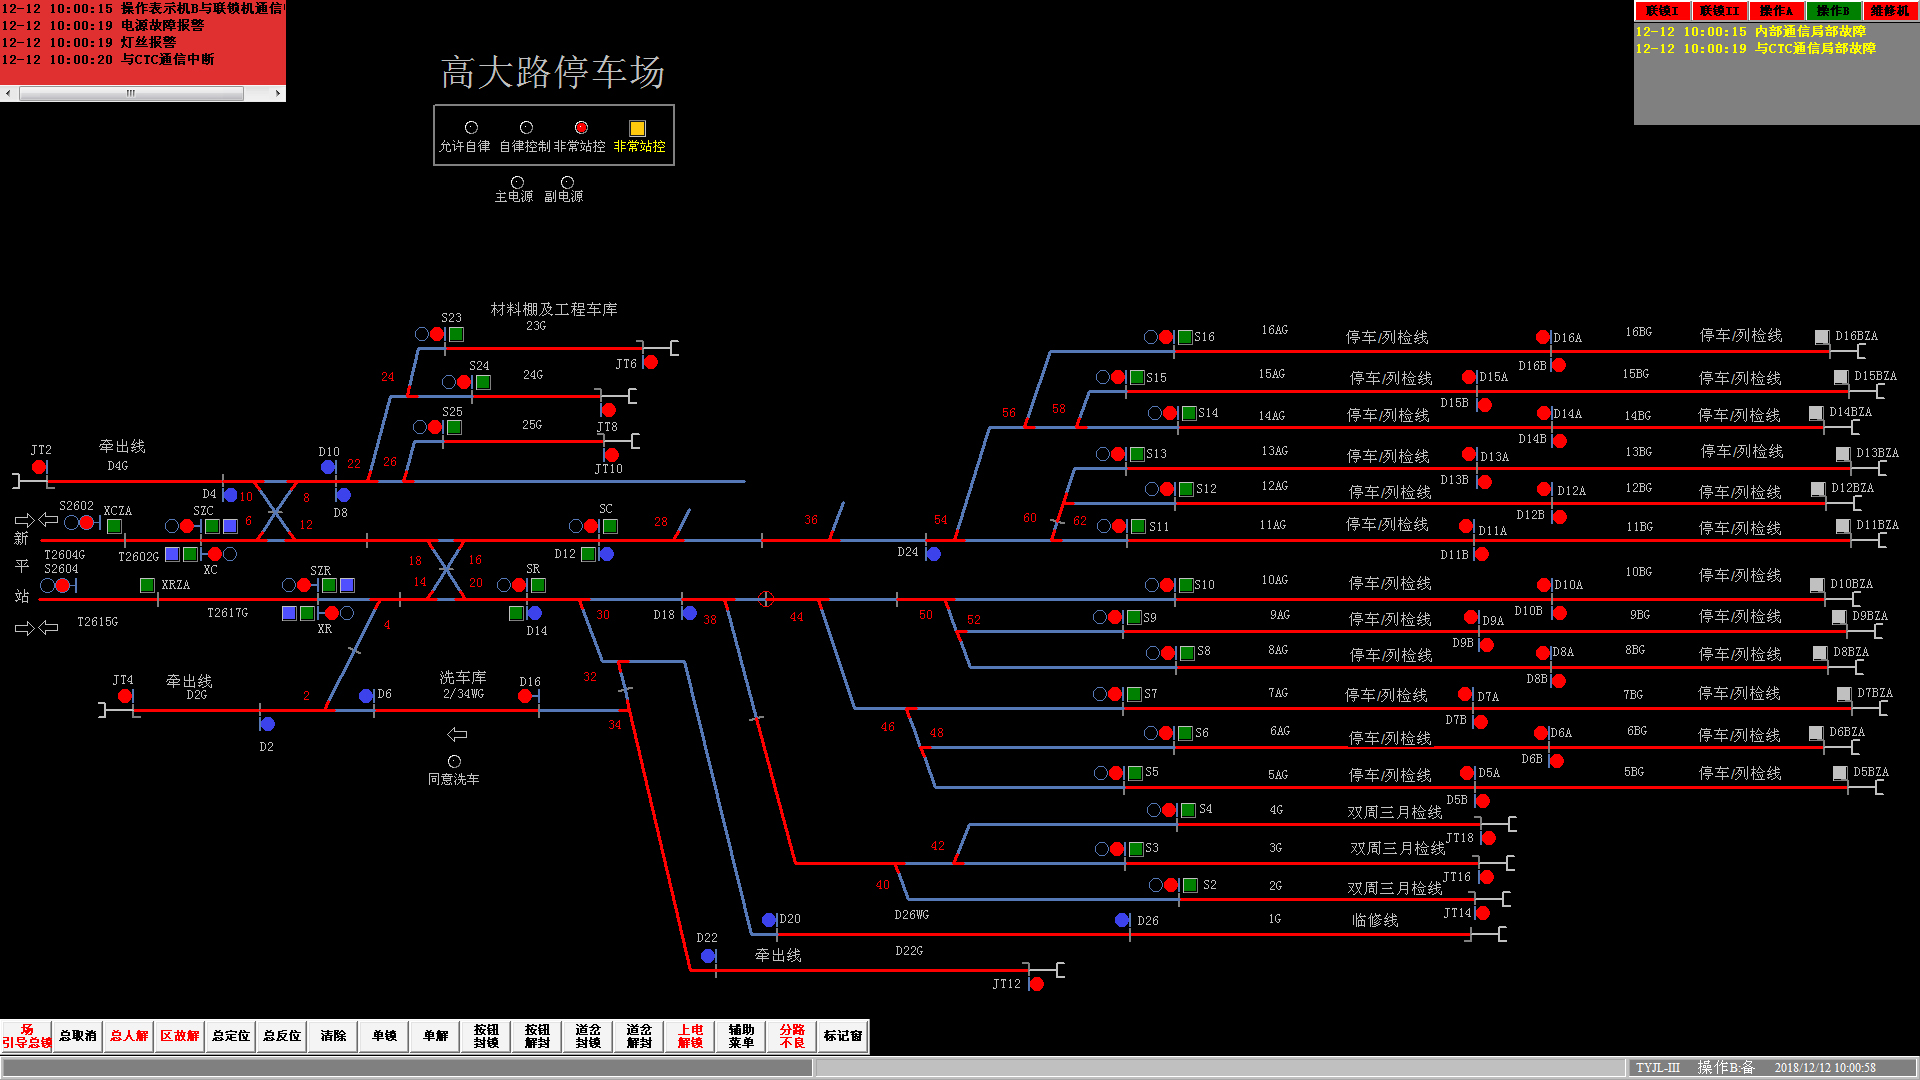 12-12 10:00:15 操作表示机B与联锁机通信
12-12 10:00:19 电源故障报警
12-12 10:00:19 灯丝报警
12-12 10:00:20 与CTC通信中断
联锁I 联锁II 操作A 操作B 维修机
12-12 10:00:15 内部通信局部故障
12-12 10:00:19 与CTC通信局部故障
高大路停车场
允许自律 自律控制 非常站控 非常站控
主电源 副电源
材料棚及工程车库
S23 23G
JT6
24 S24 24G
S25 25G JT8
JT10
22 26
JT2 牵出线 D4G D10
D4 10 8 D8
6 12
S2602 XCZA SZC SC
新平站
T2604G T2602G XC D12
S2604 XRZA SZR SR
T2615G T2617G XR D14
18 16 14 20
28 36 54 D24
4 30 D18 38 44 50 52
JT4 牵出线 D2G 2 D6
D2
洗车库 2/34WG D16
32 34
同意洗车
56 58 60 62
S16 16AG 停车/列检线 D16A 16BG 停车/列检线 D16BZA
D16B
S15 15AG 停车/列检线 D15A 15BG 停车/列检线 D15BZA
D15B
S14 14AG 停车/列检线 D14A 14BG 停车/列检线 D14BZA
D14B
S13 13AG 停车/列检线 D13A 13BG 停车/列检线 D13BZA
D13B
S12 12AG 停车/列检线 D12A 12BG 停车/列检线 D12BZA
D12B
S11 11AG 停车/列检线 D11A 11BG 停车/列检线 D11BZA
D11B
S10 10AG 停车/列检线 D10A 10BG 停车/列检线 D10BZA
D10B
S9 9AG 停车/列检线 D9A 9BG 停车/列检线 D9BZA
D9B
S8 8AG 停车/列检线 D8A 8BG 停车/列检线 D8BZA
D8B
S7 7AG 停车/列检线 D7A 7BG 停车/列检线 D7BZA
D7B
46 48
S6 6AG 停车/列检线 D6A 6BG 停车/列检线 D6BZA
D6B
S5 5AG 停车/列检线 D5A 5BG 停车/列检线 D5BZA
D5B
S4 4G 双周三月检线
JT18
42 S3 3G 双周三月检线
JT16
40 S2 2G 双周三月检线
JT14
D20 D26WG D26 1G 临修线
D22 牵出线 D22G
JT12
场引导总锁 总取消 总人解 区故解 总定位 总反位 清除 单锁 单解 按钮封锁 按钮解封 道岔封锁 道岔解封 上电解锁 辅助菜单 分路不良 标记窗
TYJL-III 操作B:备 2018/12/12 10:00:58